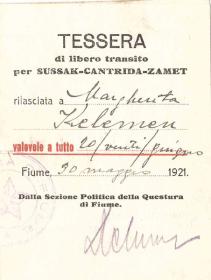 TESSERA
di libero transito
per SUSSAK-CANTRIDA-ZAMET
rilasciata a Margherita
Kelemen
valevole a tutto 20/venti/giugno
Fiume, 30 maggio 1921.
Dalla Sezione Politica della Questura
di Fiume.